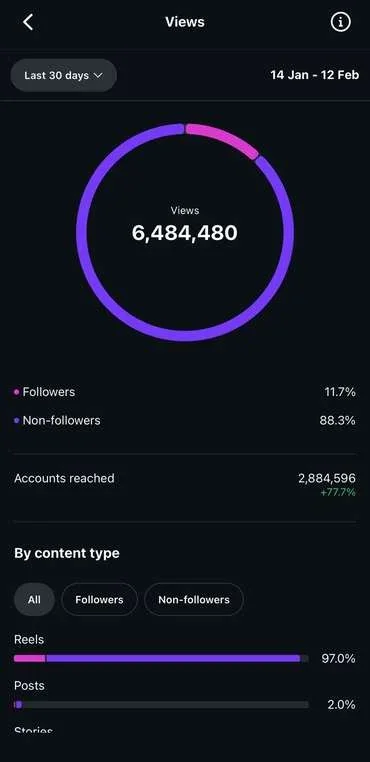 Views
Last 30 days
14 Jan - 12 Feb
Views
6,484,480
Followers 11.7%
Non-followers 88.3%
Accounts reached 2,884,596
+77.7%
By content type
All Followers Non-followers
Reels
97.0%
Posts
2.0%
Stories